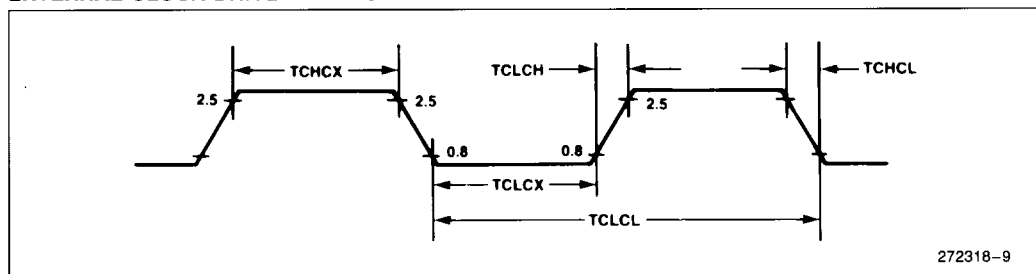 TCHCX
TCLCH
TCHCL
2.5
2.5
2.5
0.8
0.8
TCLCX
TCLCL
272318-9